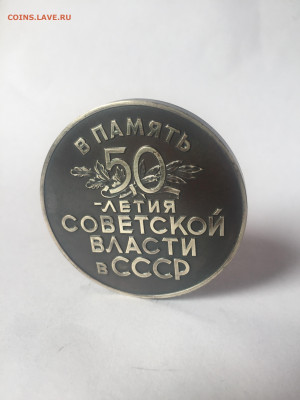 COINS.LAVE.RU
В ПАМЯТЬ
50
-ЛЕТИЯ
СОВЕТСКОЙ
ВЛАСТИ
в СССР